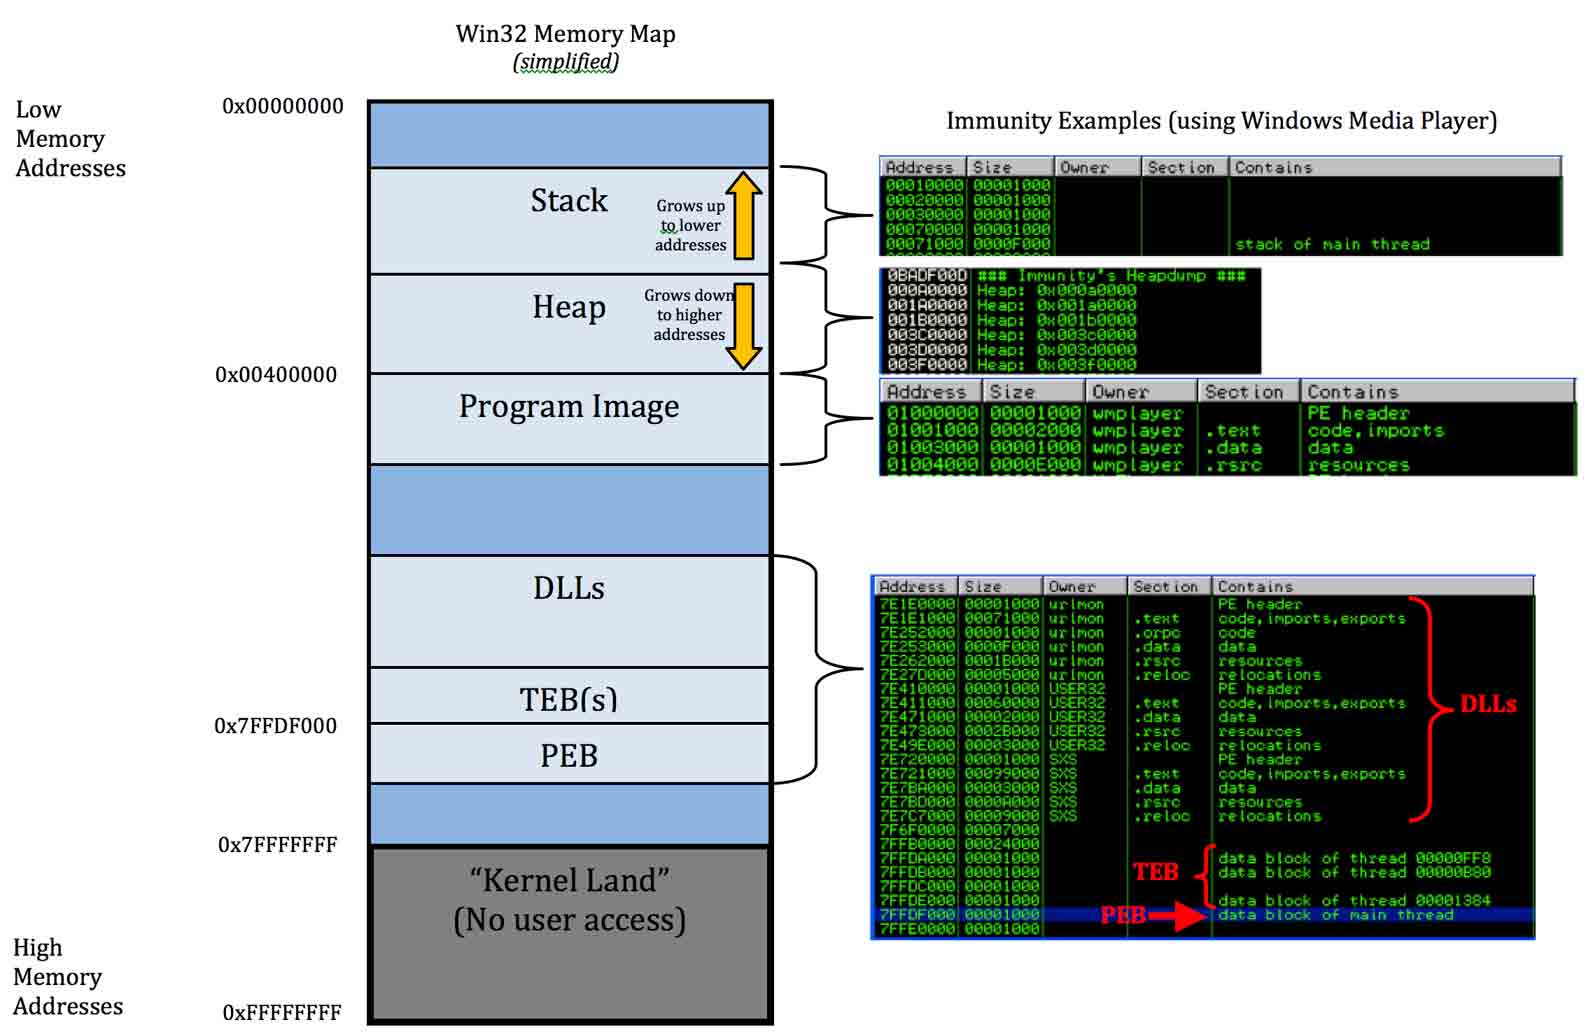 Win32 Memory Map
(simplified)
Low
Memory
Addresses
0x00000000
Stack
Grows up
to lower
addresses
Heap
Grows down
to higher
addresses
0x00400000
Program Image
DLLs
TEB(s)
0x7FFDF000
PEB
0x7FFFFFFF
“Kernel Land”
(No user access)
High
Memory
Addresses
0xFFFFFFFF
Immunity Examples (using Windows Media Player)
Address Size Owner Section Contains
00010000 00001000
00020000 00001000
00030000 00001000
00070000 00001000
00071000 0000F000 stack of main thread
0BADF00D ### Immunity's Heapdump ###
000A0000 Heap: 0x000a0000
001A0000 Heap: 0x001a0000
001B0000 Heap: 0x001b0000
003C0000 Heap: 0x003c0000
003D0000 Heap: 0x003d0000
003F0000 Heap: 0x003f0000
Address Size Owner Section Contains
01000000 00001000 wmplayer PE header
01001000 00002000 wmplayer .text code,imports
01003000 00001000 wmplayer .data data
01004000 0000E000 wmplayer .rsrc resources
Address Size Owner Section Contains
7E1E0000 00001000 urlmon PE header
7E1E1000 00071000 urlmon .text code,imports,exports
7E252000 00001000 urlmon .orpc code
7E253000 0000F000 urlmon .data data
7E262000 0001B000 urlmon .rsrc resources
7E27D000 00005000 urlmon .reloc relocations
7E410000 00001000 USER32 PE header
7E411000 00060000 USER32 .text code,imports,exports
7E471000 00002000 USER32 .data data
7E473000 0002B000 USER32 .rsrc resources
7E49E000 00003000 USER32 .reloc relocations
7E720000 00001000 SXS PE header
7E721000 00099000 SXS .text code,imports,exports
7E7BA000 00003000 SXS .data data
7E7BD000 0000A000 SXS .rsrc resources
7E7C7000 00009000 SXS .reloc relocations
7F6F0000 00007000
7FFB0000 00024000
7FFDA000 00001000 data block of thread 00000FF8
7FFDB000 00001000 data block of thread 00000B80
7FFDC000 00001000
7FFDE000 00001000 data block of thread 00001384
7FFDF000 00001000 data block of main thread
7FFE0000 00001000
DLLs
TEB
PEB